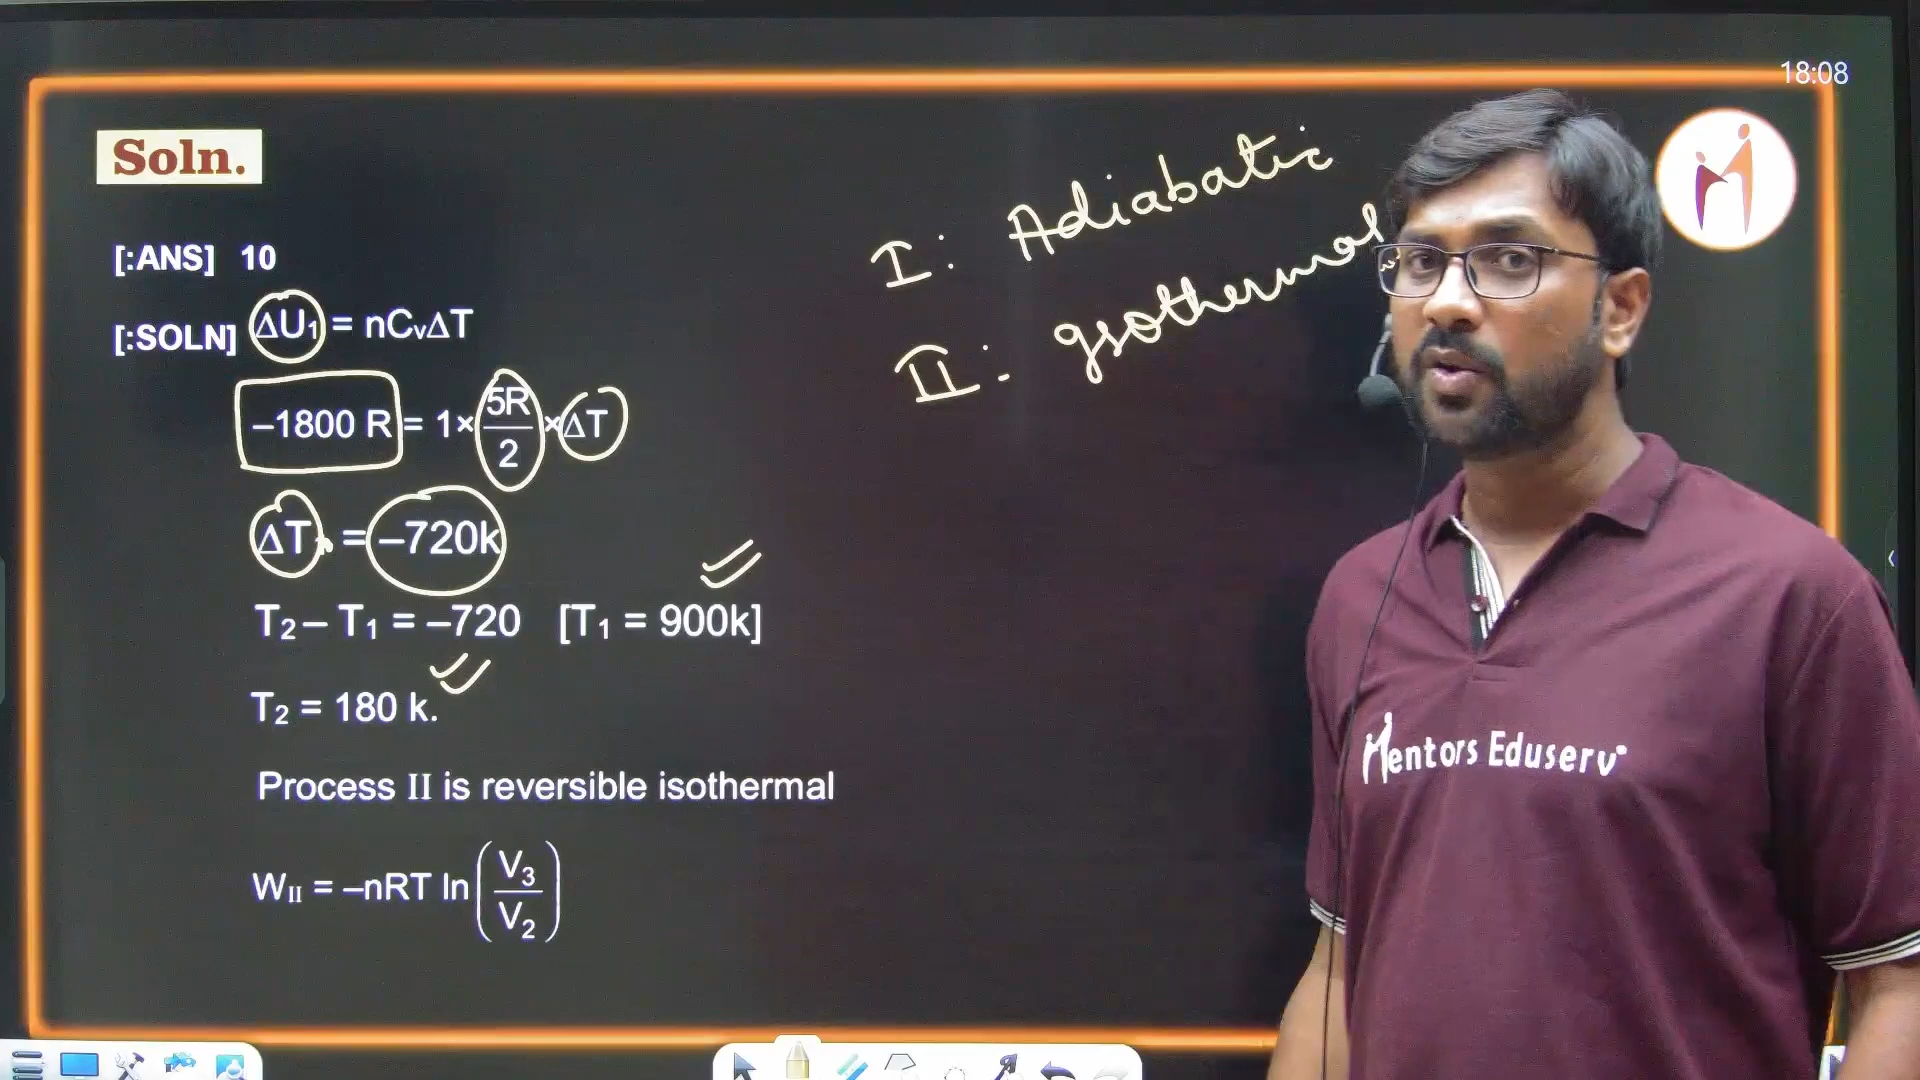 18:08
Soln.
[:ANS] 10
[:SOLN] ΔU₁ = nCᵥΔT
–1800 R = 1× 5R/2 ×ΔT
ΔT = –720k
T₂ – T₁ = –720 [T₁ = 900k]
T₂ = 180 k.
Process II is reversible isothermal
W_II = –nRT ln(V₃/V₂)
I : Adiabatic
II : Isothermal
Mentors Eduserv